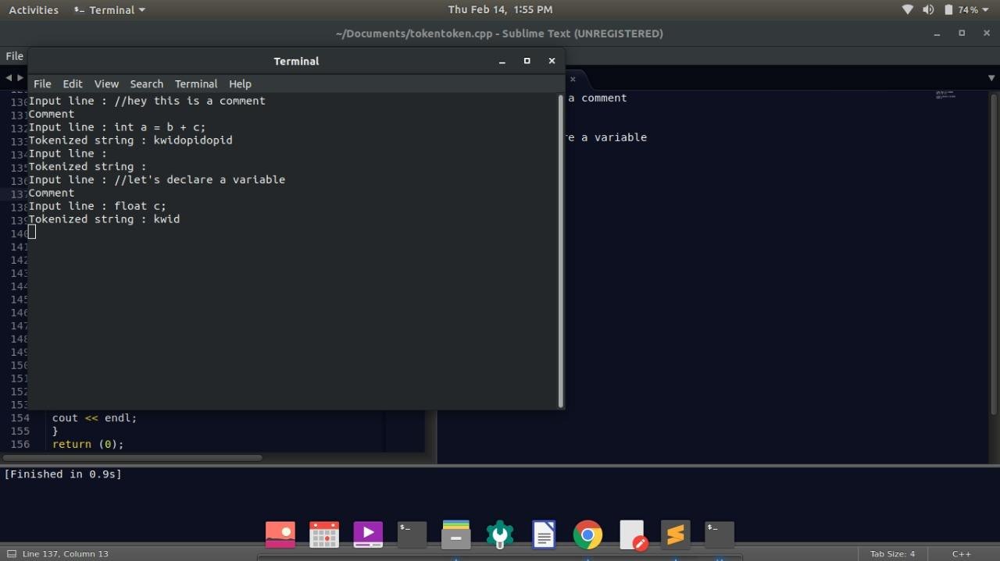 Activities Terminal Thu Feb 14, 1:55 PM 74%
~/Documents/tokentoken.cpp - Sublime Text (UNREGISTERED)
File
Terminal
File Edit View Search Terminal Help
Input line : //hey this is a comment
Comment
Input line : int a = b + c;
Tokenized string : kwidopidopid
Input line :
Tokenized string :
Input line : //let's declare a variable
Comment
Input line : float c;
Tokenized string : kwid
a comment
a variable
130
131
132
133
134
135
136
137
138
139
140
141
142
143
144
145
146
147
148
149
150
151
152
153
154 cout << endl;
155 }
156 return (0);
[Finished in 0.9s]
Line 137, Column 13 Tab Size: 4 C++